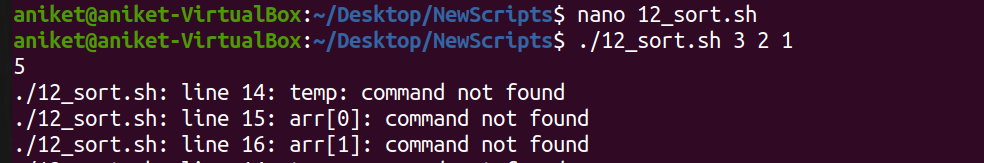 aniket@aniket-VirtualBox:~/Desktop/NewScripts$ nano 12_sort.sh
aniket@aniket-VirtualBox:~/Desktop/NewScripts$ ./12_sort.sh 3 2 1
5
./12_sort.sh: line 14: temp: command not found
./12_sort.sh: line 15: arr[0]: command not found
./12_sort.sh: line 16: arr[1]: command not found